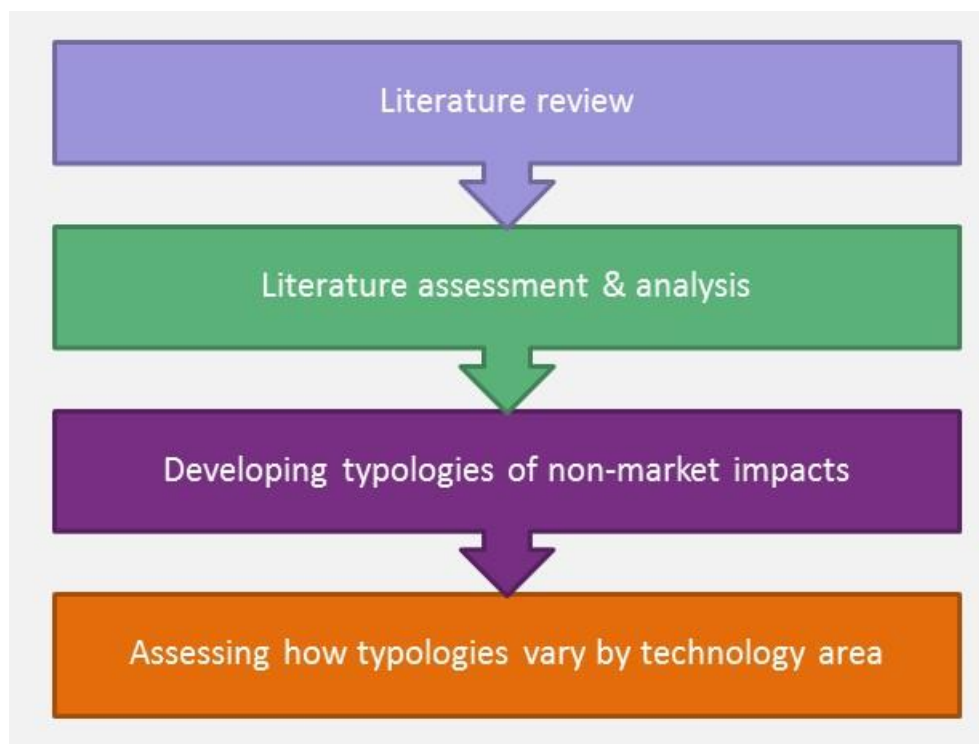 Literature review
Literature assessment & analysis
Developing typologies of non-market impacts
Assessing how typologies vary by technology area